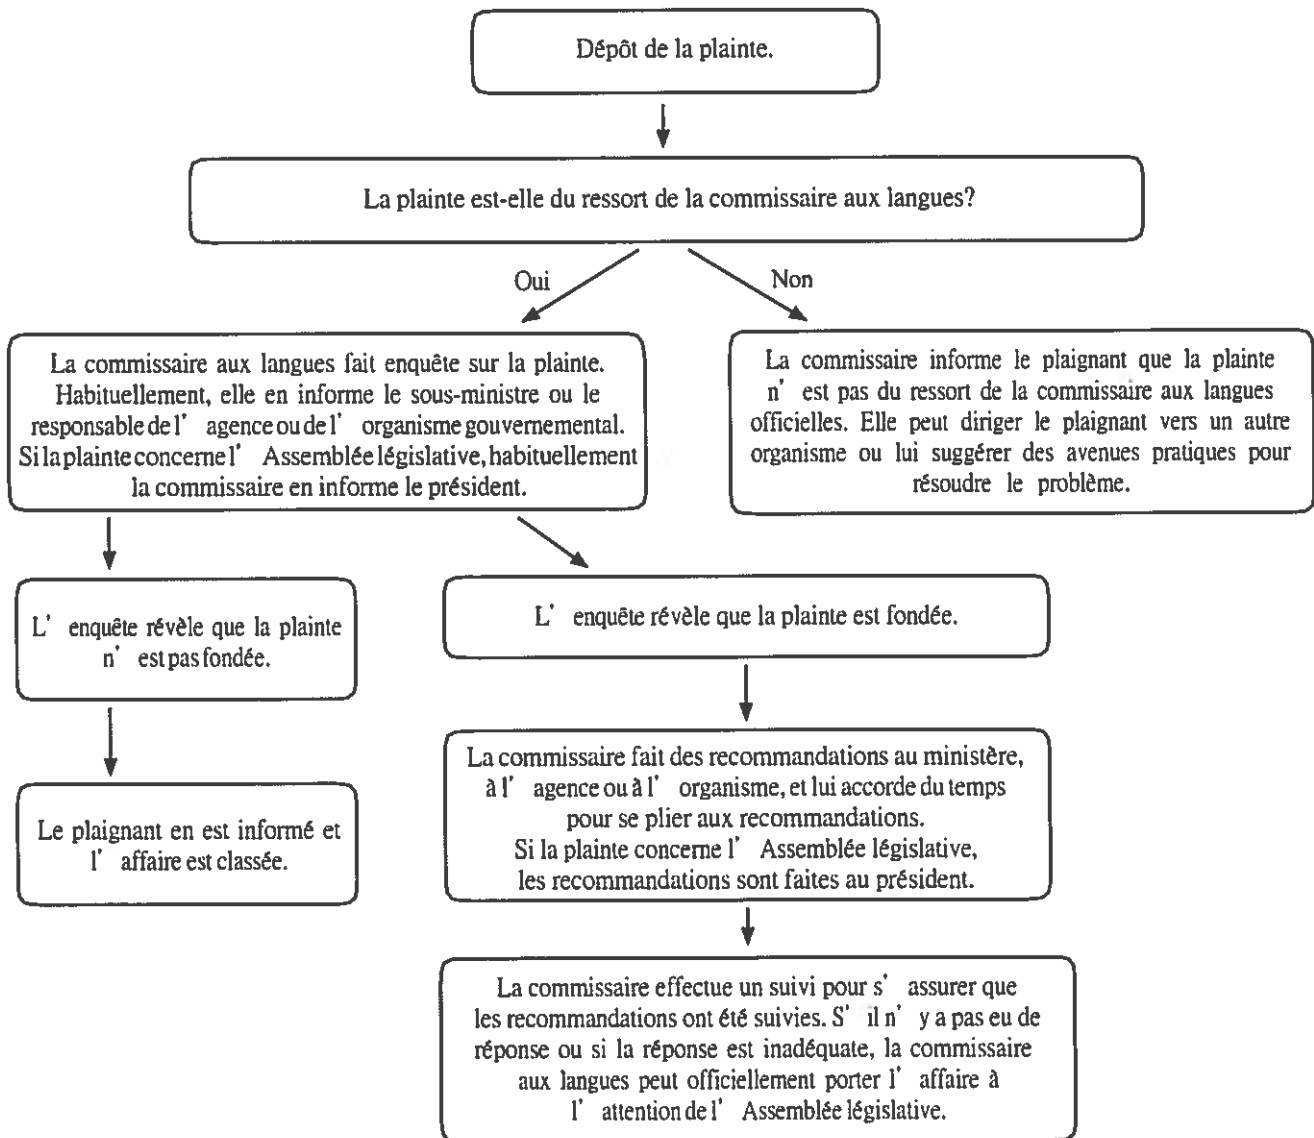 Dépôt de la plainte.
La plainte est-elle du ressort de la commissaire aux langues?
Oui
Non
La commissaire aux langues fait enquête sur la plainte.
Habituellement, elle en informe le sous-ministre ou le
responsable de l' agence ou de l' organisme gouvernemental.
Si la plainte concerne l' Assemblée législative, habituellement
la commissaire en informe le président.
La commissaire informe le plaignant que la plainte
n' est pas du ressort de la commissaire aux langues
officielles. Elle peut diriger le plaignant vers un autre
organisme ou lui suggérer des avenues pratiques pour
résoudre le problème.
L' enquête révèle que la plainte
n' est pas fondée.
L' enquête révèle que la plainte est fondée.
Le plaignant en est informé et
l' affaire est classée.
La commissaire fait des recommandations au ministère,
à l' agence ou à l' organisme, et lui accorde du temps
pour se plier aux recommandations.
Si la plainte concerne l' Assemblée législative,
les recommandations sont faites au président.
La commissaire effectue un suivi pour s' assurer que
les recommandations ont été suivies. S' il n' y a pas eu de
réponse ou si la réponse est inadéquate, la commissaire
aux langues peut officiellement porter l' affaire à
l' attention de l' Assemblée législative.